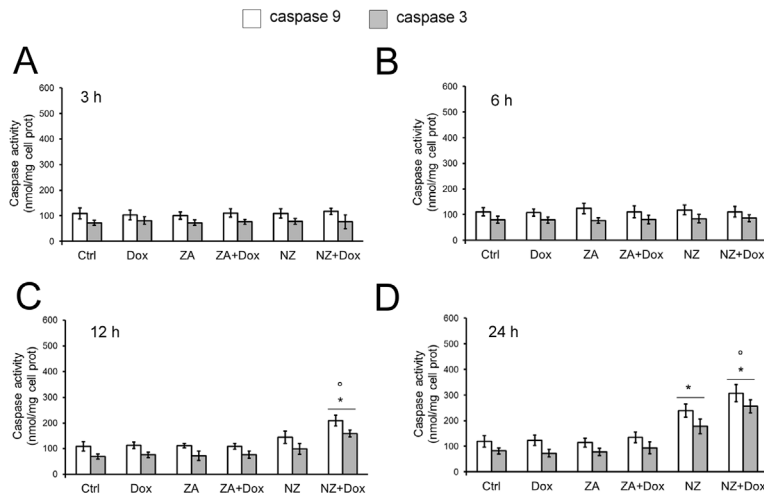 caspase 9 caspase 3
A
3 h
Caspase activity
(nmol/mg cell prot)
600
500
400
300
200
100
0
Ctrl Dox ZA ZA+Dox NZ NZ+Dox
B
6 h
Caspase activity
(nmol/mg cell prot)
600
500
400
300
200
100
0
Ctrl Dox ZA ZA+Dox NZ NZ+Dox
C
12 h
Caspase activity
(nmol/mg cell prot)
600
500
400
300
200
100
0
°
*
Ctrl Dox ZA ZA+Dox NZ NZ+Dox
D
24 h
Caspase activity
(nmol/mg cell prot)
600
500
400
300
200
100
0
°
* *
Ctrl Dox ZA ZA+Dox NZ NZ+Dox